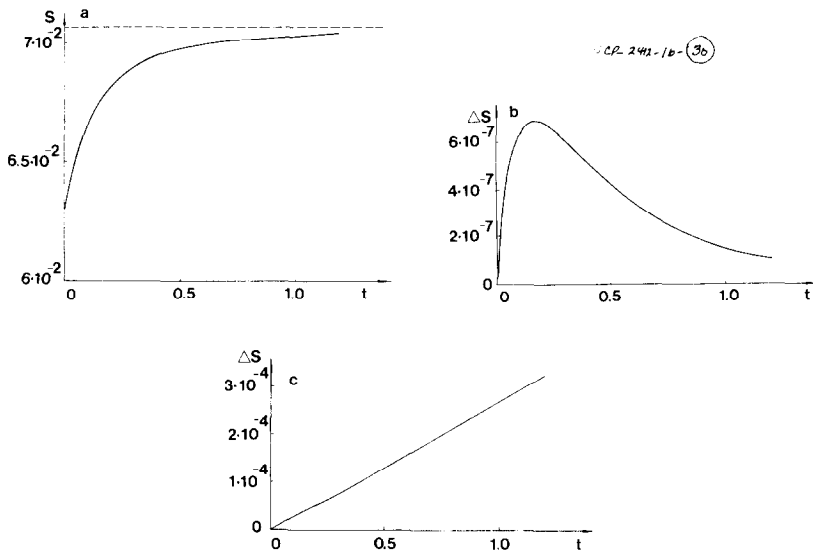 S a
7·10⁻²
6.5·10⁻²
6·10⁻²
0 0.5 1.0 t
CP-2412-1b-30
ΔS b
6·10⁻⁷
4·10⁻⁷
2·10⁻⁷
0
0 0.5 1.0 t
ΔS
c
3·10⁻⁴
2·10⁻⁴
1·10⁻⁴
0
0 0.5 1.0 t